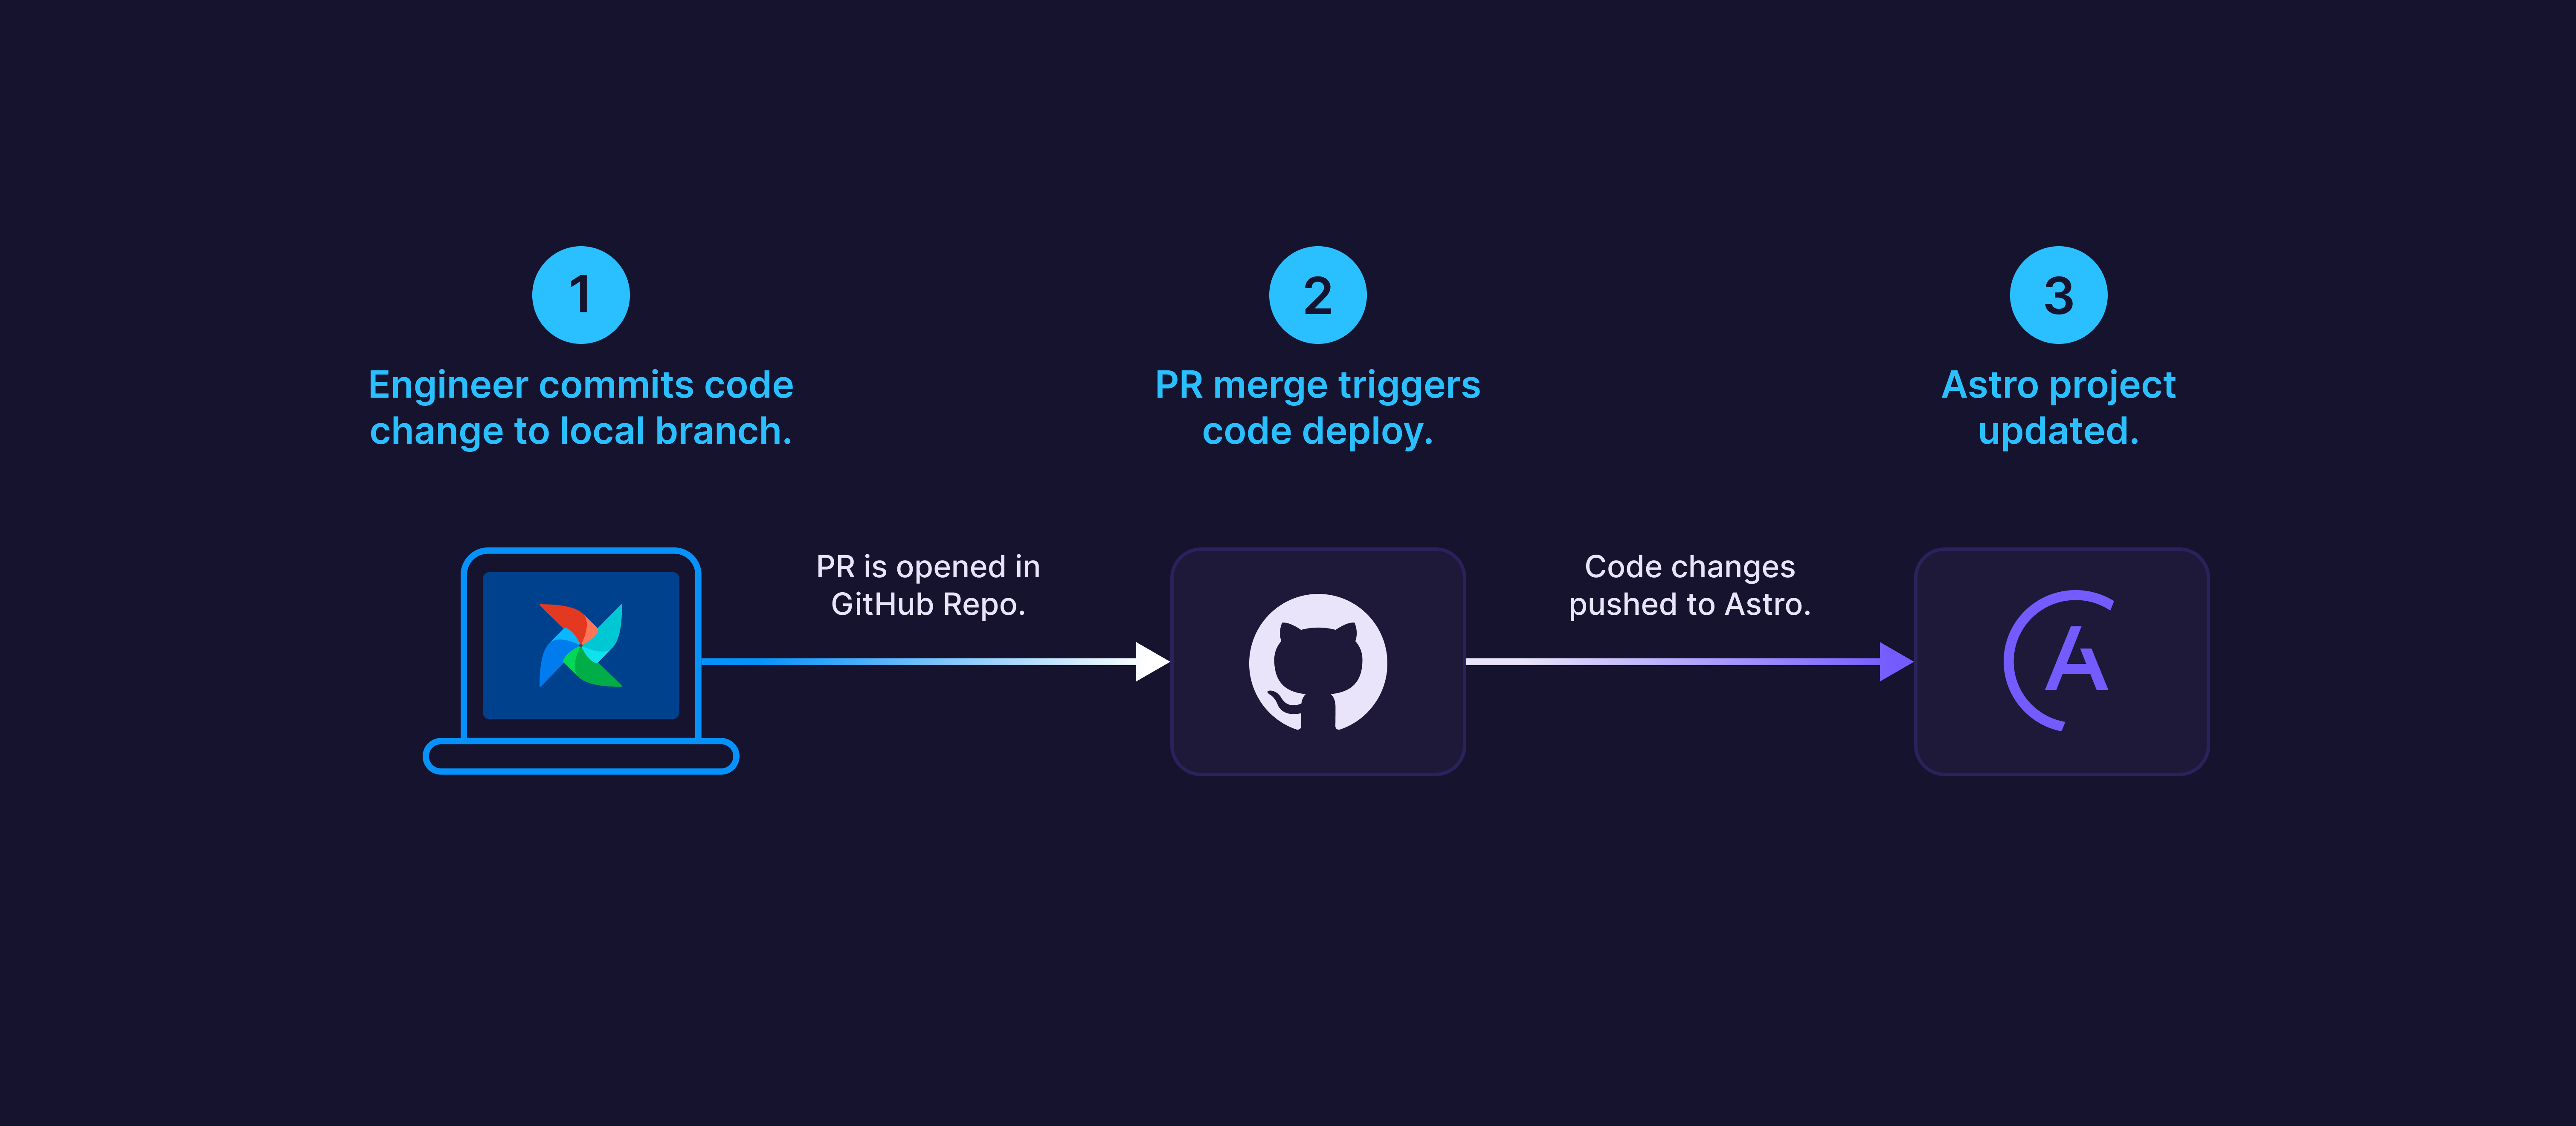 1
Engineer commits code
change to local branch.
2
PR merge triggers
code deploy.
3
Astro project
updated.
PR is opened in
GitHub Repo.
Code changes
pushed to Astro.
A